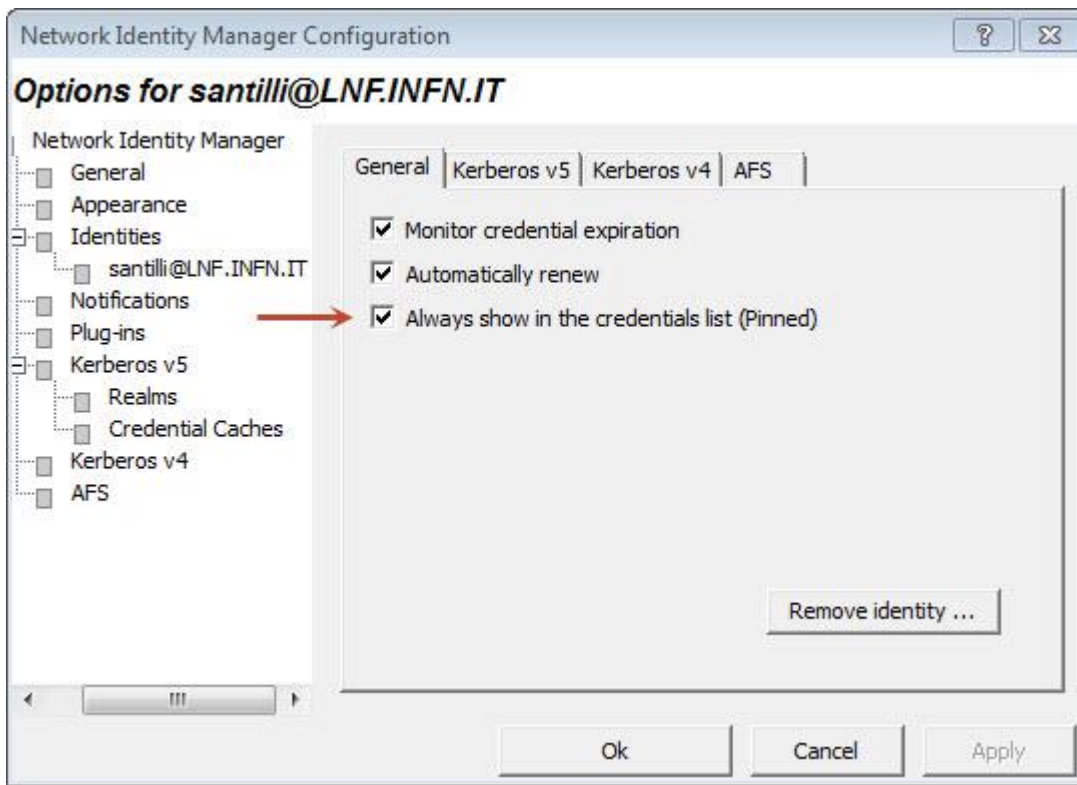 Network Identity Manager Configuration
Options for santilli@LNF.INFN.IT
Network Identity Manager
General
Appearance
Identities
santilli@LNF.INFN.IT
Notifications
Plug-ins
Kerberos v5
Realms
Credential Caches
Kerberos v4
AFS
General Kerberos v5 Kerberos v4 AFS
Monitor credential expiration
Automatically renew
Always show in the credentials list (Pinned)
Remove identity ...
Ok Cancel Apply